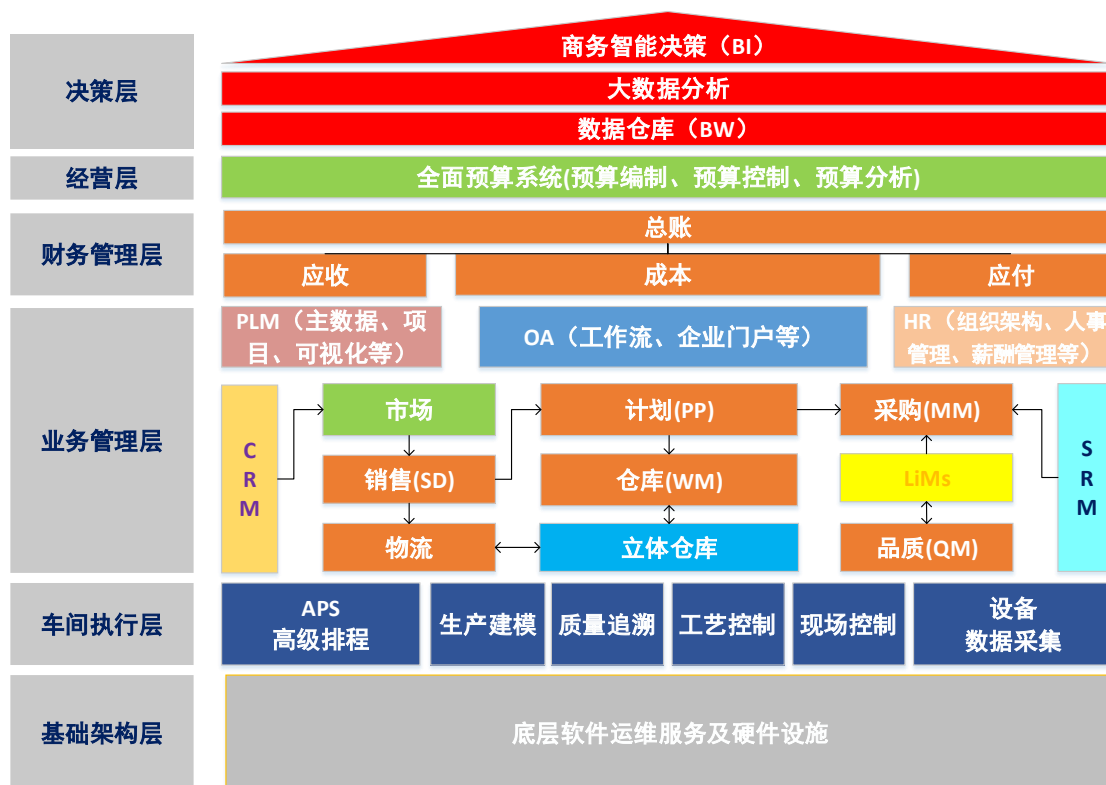 商务智能决策（BI）
决策层
大数据分析
数据仓库（BW）
经营层
全面预算系统(预算编制、预算控制、预算分析)
财务管理层
总账
应收
成本
应付
业务管理层
PLM（主数据、项
目、可视化等）
OA（工作流、企业门户等）
HR（组织架构、人事
管理、薪酬管理等）
C
R
M
市场
计划(PP)
采购(MM)
销售(SD)
仓库(WM)
LiMs
物流
立体仓库
品质(QM)
S
R
M
车间执行层
APS
高级排程
生产建模
质量追溯
工艺控制
现场控制
设备
数据采集
基础架构层
底层软件运维服务及硬件设施